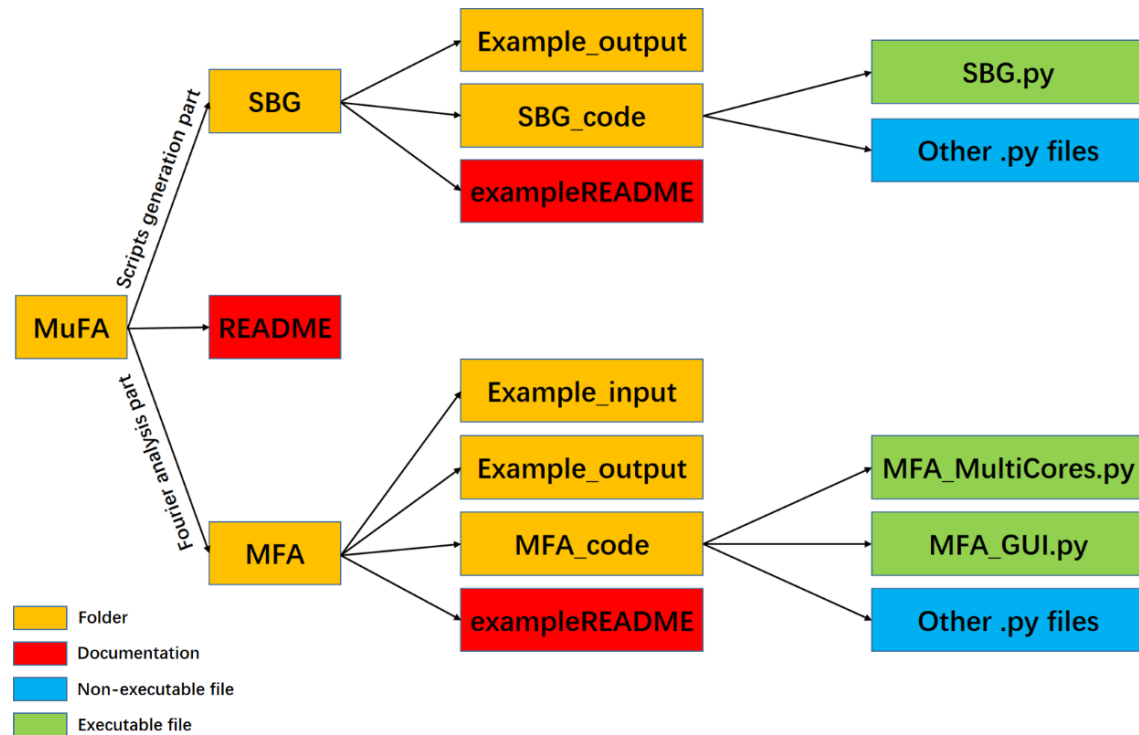 Example_output
SBG
SBG_code
exampleREADME
SBG.py
Other .py files
Scripts generation part
MuFA
README
Fourier analysis part
MFA
Example_input
Example_output
MFA_code
exampleREADME
MFA_MultiCores.py
MFA_GUI.py
Other .py files
Folder
Documentation
Non-executable file
Executable file